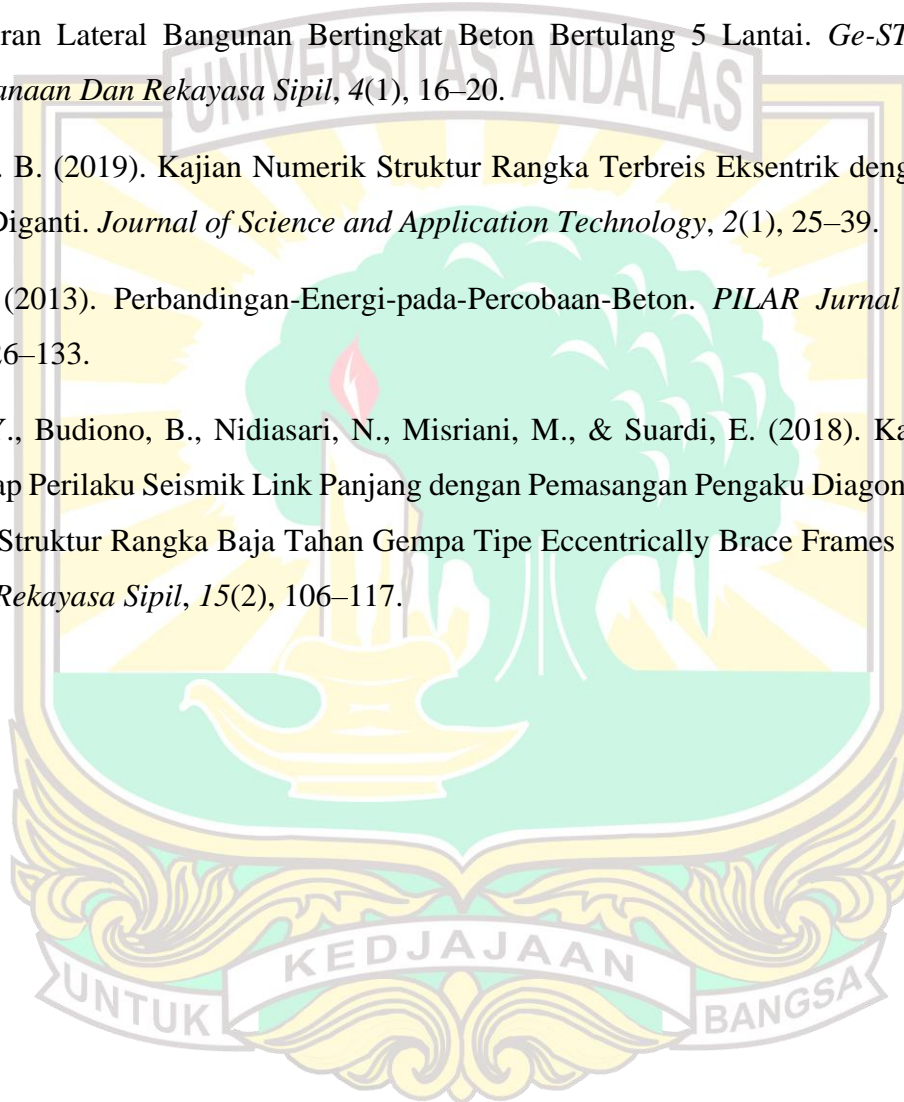 ran Lateral Bangunan Bertingkat Beton Bertulang 5 Lantai. Ge-ST
anaan Dan Rekayasa Sipil, 4(1), 16–20.
. B. (2019). Kajian Numerik Struktur Rangka Terbreis Eksentrik deng
Diganti. Journal of Science and Application Technology, 2(1), 25–39.
(2013). Perbandingan-Energi-pada-Percobaan-Beton. PILAR Jurnal
26–133.
Y., Budiono, B., Nidiasari, N., Misriani, M., & Suardi, E. (2018). Ka
ap Perilaku Seismik Link Panjang dengan Pemasangan Pengaku Diagon
Struktur Rangka Baja Tahan Gempa Tipe Eccentrically Brace Frames
Rekayasa Sipil, 15(2), 106–117.
UNIVERSITAS ANDALAS
UNTUK KEDJAJAAN BANGSA